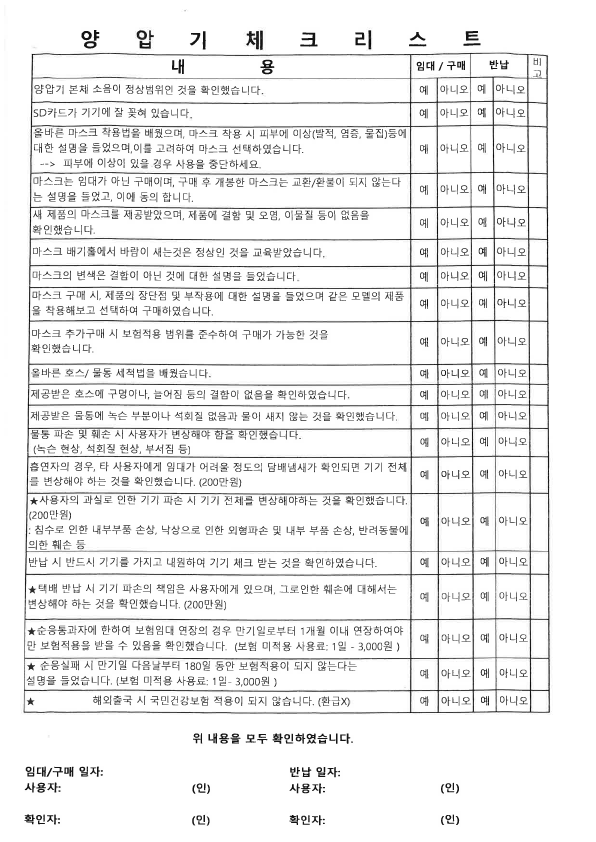 양 압 기 체 크 리 스 트
내 용 임대 / 구매 반납 비고
양압기 본체 소음이 정상범위인 것을 확인했습니다. 예 아니오 예 아니오
SD카드가 기기에 잘 꽂혀 있습니다. 예 아니오 예 아니오
올바른 마스크 착용법을 배웠으며, 마스크 착용 시 피부에 이상(발적, 염증, 물집)등에
대한 설명을 들었으며,이를 고려하여 마스크 선택하였습니다. 예 아니오 예 아니오
--> 피부에 이상이 있을 경우 사용을 중단하세요.
마스크는 임대가 아닌 구매이며, 구매 후 개봉한 마스크는 교환/환불이 되지 않는다
는 설명을 들었고, 이에 동의 합니다. 예 아니오 예 아니오
새 제품의 마스크를 제공받았으며, 제품에 결함 및 오염, 이물질 등이 없음을
확인했습니다. 예 아니오 예 아니오
마스크 배기홀에서 바람이 새는것은 정상인 것을 교육받았습니다. 예 아니오 예 아니오
마스크의 변색은 결함이 아닌 것에 대한 설명을 들었습니다. 예 아니오 예 아니오
마스크 구매 시, 제품의 장단점 및 부작용에 대한 설명을 들었으며 같은 모델의 제품
을 착용해보고 선택하여 구매하였습니다. 예 아니오 예 아니오
마스크 추가구매 시 보험적용 범위를 준수하여 구매가 가능한 것을
확인했습니다. 예 아니오 예 아니오
올바른 호스/ 물통 세척법을 배웠습니다. 예 아니오 예 아니오
제공받은 호스에 구멍이나, 늘어짐 등의 결함이 없음을 확인하였습니다. 예 아니오 예 아니오
제공받은 물통에 녹슨 부분이나 석회질 없음과 물이 새지 않는 것을 확인했습니다. 예 아니오 예 아니오
물통 파손 및 훼손 시 사용자가 변상해야 함을 확인했습니다.
(녹슨 현상, 석회질 현상, 부서짐 등) 예 아니오 예 아니오
흡연자의 경우, 타 사용자에게 임대가 어려울 정도의 담배냄새가 확인되면 기기 전체
를 변상해야 하는 것을 확인했습니다. (200만원) 예 아니오 예 아니오
★사용자의 과실로 인한 기기 파손 시 기기 전체를 변상해야하는 것을 확인했습니다.
(200만원) 예 아니오 예 아니오
: 침수로 인한 내부부품 손상, 낙상으로 인한 외형파손 및 내부 부품 손상, 반려동물에
의한 훼손 등
반납 시 반드시 기기를 가지고 내원하여 기기 체크 받는 것을 확인하였습니다. 예 아니오 예 아니오
★택배 반납 시 기기 파손의 책임은 사용자에게 있으며, 그로인한 훼손에 대해서는
변상해야 하는 것을 확인했습니다. (200만원) 예 아니오 예 아니오
★순응통과자에 한하여 보험임대 연장의 경우 만기일로부터 1개월 이내 연장하여야
만 보험적용을 받을 수 있음을 확인했습니다. (보험 미적용 사용료: 1일 - 3,000원 ) 예 아니오 예 아니오
★ 순응실패 시 만기일 다음날부터 180일 동안 보험적용이 되지 않는다는
설명을 들었습니다. (보험 미적용 사용료: 1일- 3,000원 ) 예 아니오 예 아니오
★ 해외출국 시 국민건강보험 적용이 되지 않습니다. (환급X) 예 아니오 예 아니오
위 내용을 모두 확인하였습니다.
임대/구매 일자: 반납 일자:
사용자: (인) 사용자: (인)
확인자: (인) 확인자: (인)